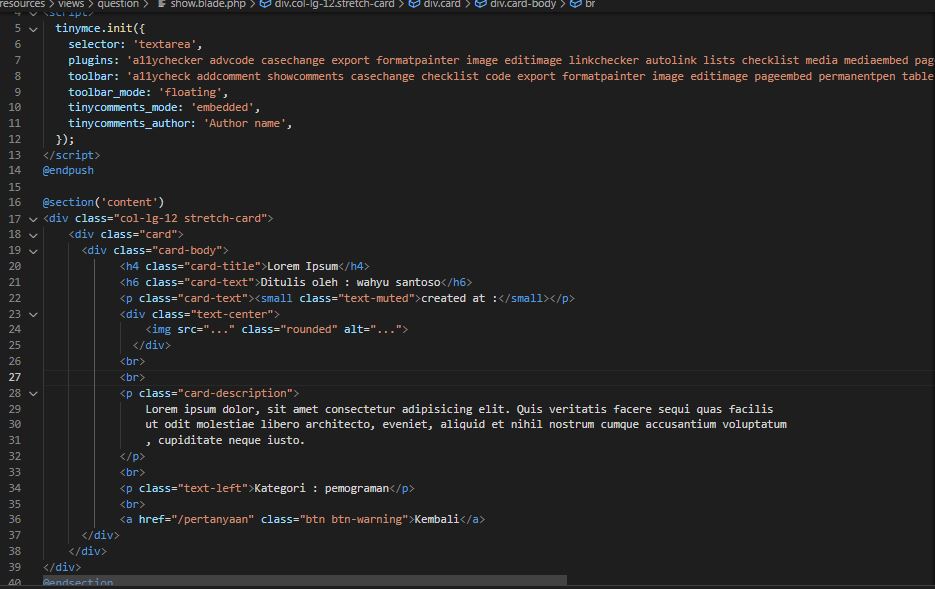 resources > views > question > show.blade.php > div.col-lg-12.stretch-card > div.card > div.card-body > br
4 <script>
5 tinymce.init({
6 selector: 'textarea',
7 plugins: 'a11ychecker advcode casechange export formatpainter image editimage linkchecker autolink lists checklist media mediaembed pag
8 toolbar: 'a11ycheck addcomment showcomments casechange checklist code export formatpainter image editimage pageembed permanentpen table
9 toolbar_mode: 'floating',
10 tinycomments_mode: 'embedded',
11 tinycomments_author: 'Author name',
12 });
13 </script>
14 @endpush
15
16 @section('content')
17 <div class="col-lg-12 stretch-card">
18 <div class="card">
19 <div class="card-body">
20 <h4 class="card-title">Lorem Ipsum</h4>
21 <h6 class="card-text">Ditulis oleh : wahyu santoso</h6>
22 <p class="card-text"><small class="text-muted">created at :</small></p>
23 <div class="text-center">
24 <img src="..." class="rounded" alt="...">
25 </div>
26 <br>
27 <br>
28 <p class="card-description">
29 Lorem ipsum dolor, sit amet consectetur adipisicing elit. Quis veritatis facere sequi quas facilis
30 ut odit molestiae libero architecto, eveniet, aliquid et nihil nostrum cumque accusantium voluptatum
31 , cupiditate neque iusto.
32 </p>
33 <br>
34 <p class="text-left">Kategori : pemograman</p>
35 <br>
36 <a href="/pertanyaan" class="btn btn-warning">Kembali</a>
37 </div>
38 </div>
39 </div>
40 @endsection